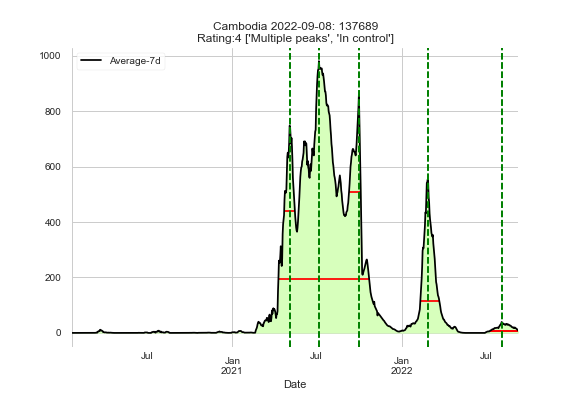 Cambodia 2022-09-08: 137689
Rating:4 ['Multiple peaks', 'In control']
Average-7d
1000
800
600
400
200
0
Jul
Jan
2021
Jul
Jan
2022
Jul
Date